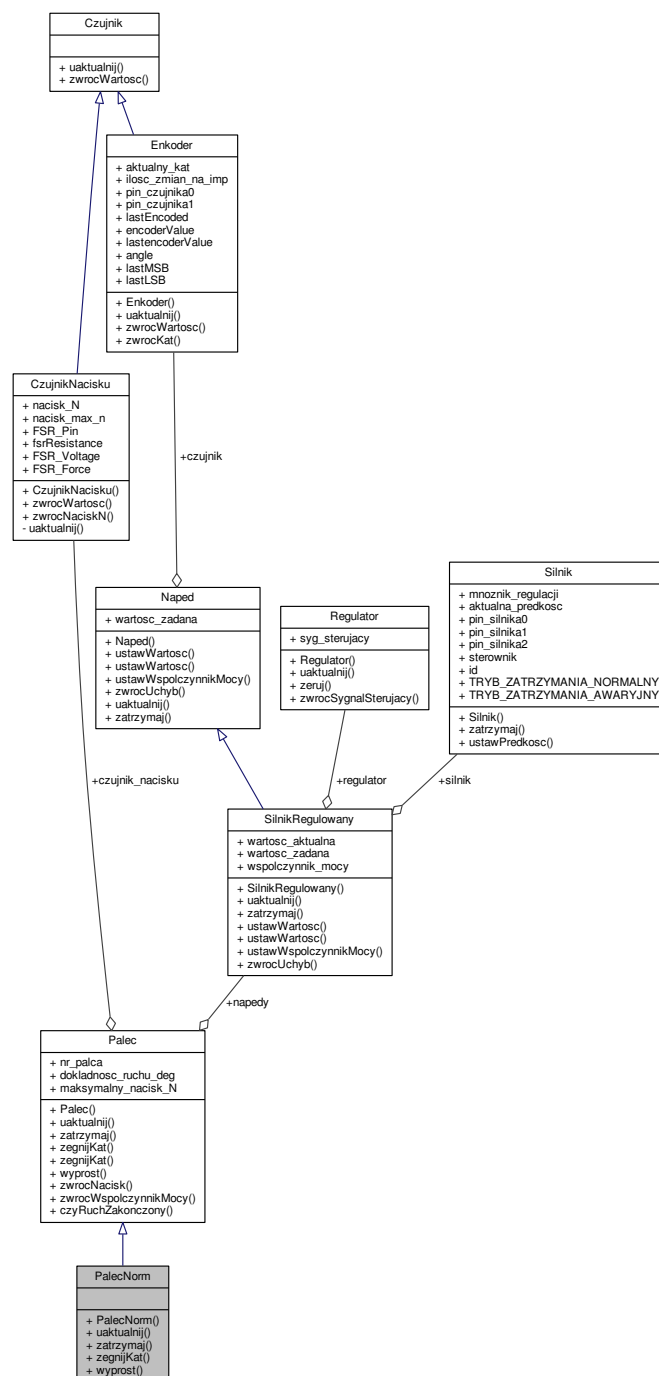 Czujnik
+ uaktualnij()
+ zwrocWartosc()
Enkoder
+ aktualny_kat
+ ilosc_zmian_na_imp
+ pin_czujnika0
+ pin_czujnika1
+ lastEncoded
+ encoderValue
+ lastencoderValue
+ angle
+ lastMSB
+ lastLSB
+ Enkoder()
+ uaktualnij()
+ zwrocWartosc()
+ zwrocKat()
CzujnikNacisku
+ nacisk_N
+ nacisk_max_n
+ FSR_Pin
+ fsrResistance
+ FSR_Voltage
+ FSR_Force
+ CzujnikNacisku()
+ zwrocWartosc()
+ zwrocNaciskN()
- uaktualnij()
+czujnik
Naped
+ wartosc_zadana
+ Naped()
+ ustawWartosc()
+ ustawWartosc()
+ ustawWspolczynnikMocy()
+ zwrocUchyb()
+ uaktualnij()
+ zatrzymaj()
Regulator
+ syg_sterujacy
+ Regulator()
+ uaktualnij()
+ zeruj()
+ zwrocSygnalSterujacy()
Silnik
+ mnoznik_regulacji
+ aktualna_predkosc
+ pin_silnika0
+ pin_silnika1
+ pin_silnika2
+ sterownik
+ id
+ TRYB_ZATRZYMANIA_NORMALNY
+ TRYB_ZATRZYMANIA_AWARYJNY
+ Silnik()
+ zatrzymaj()
+ ustawPredkosc()
+czujnik_nacisku
+regulator
+silnik
SilnikRegulowany
+ wartosc_aktualna
+ wartosc_zadana
+ wspolczynnik_mocy
+ SilnikRegulowany()
+ uaktualnij()
+ zatrzymaj()
+ ustawWartosc()
+ ustawWartosc()
+ ustawWspolczynnikMocy()
+ zwrocUchyb()
+napedy
Palec
+ nr_palca
+ dokladnosc_ruchu_deg
+ maksymalny_nacisk_N
+ Palec()
+ uaktualnij()
+ zatrzymaj()
+ zegnijKat()
+ zegnijKat()
+ wyprost()
+ zwrocNacisk()
+ zwrocWspolczynnikMocy()
+ czyRuchZakonczony()
PalecNorm
+ PalecNorm()
+ uaktualnij()
+ zatrzymaj()
+ zegnijKat()
+ wyprost()